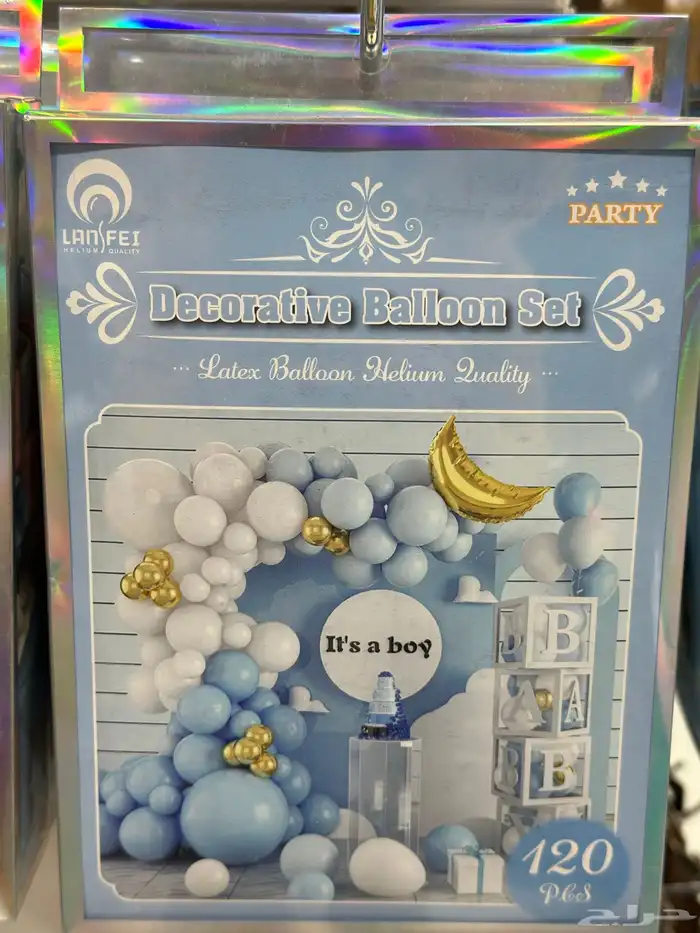 LANFEI
HELIUM QUALITY
PARTY
Decorative Balloon Set
··· Latex Balloon Helium Quality ···
It's a boy
B
A A
B B
120
PCS
حراج